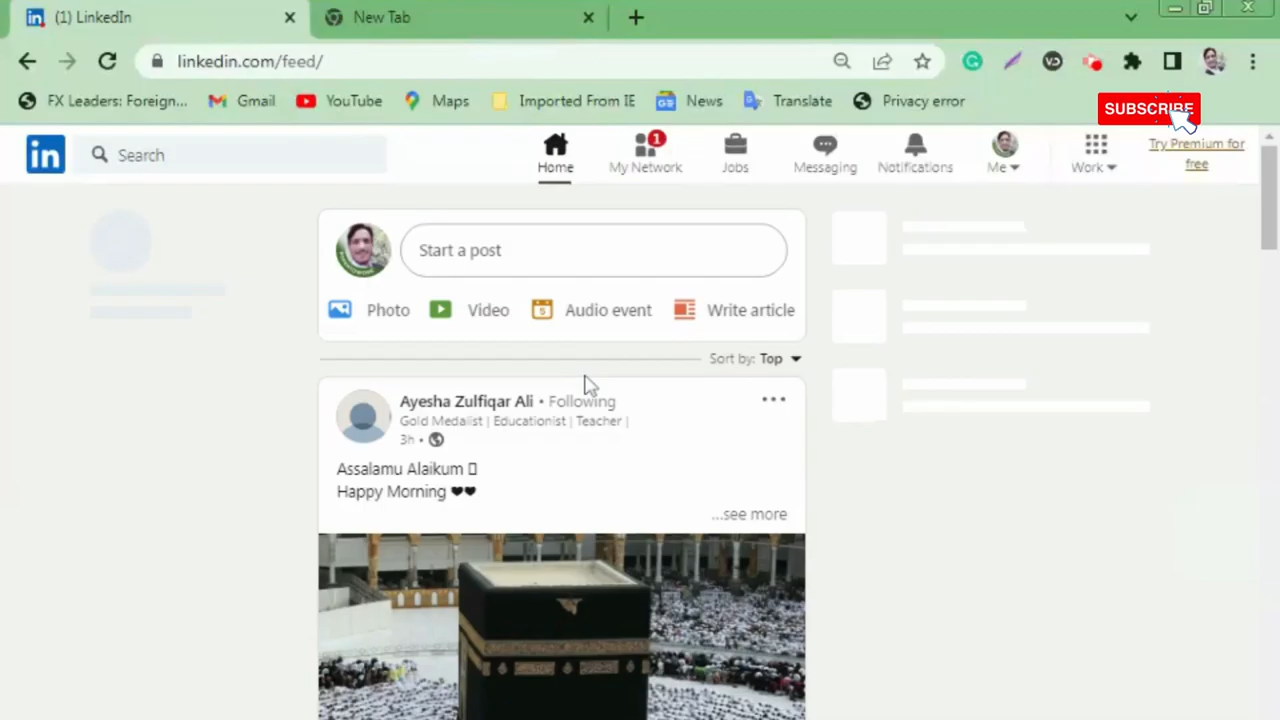 (1) LinkedIn
New Tab
linkedin.com/feed/
FX Leaders: Foreign...
Gmail
YouTube
Maps
Imported From IE
News
Translate
Privacy error
SUBSCRIBE
in
Search
Home
1
My Network
Jobs
Messaging
Notifications
Me
Work
Try Premium for
free
Start a post
Photo
Video
Audio event
Write article
Sort by: Top
Ayesha Zulfiqar Ali • Following
Gold Medalist | Educationist | Teacher |
3h •
Assalamu Alaikum
Happy Morning ♥♥
...see more